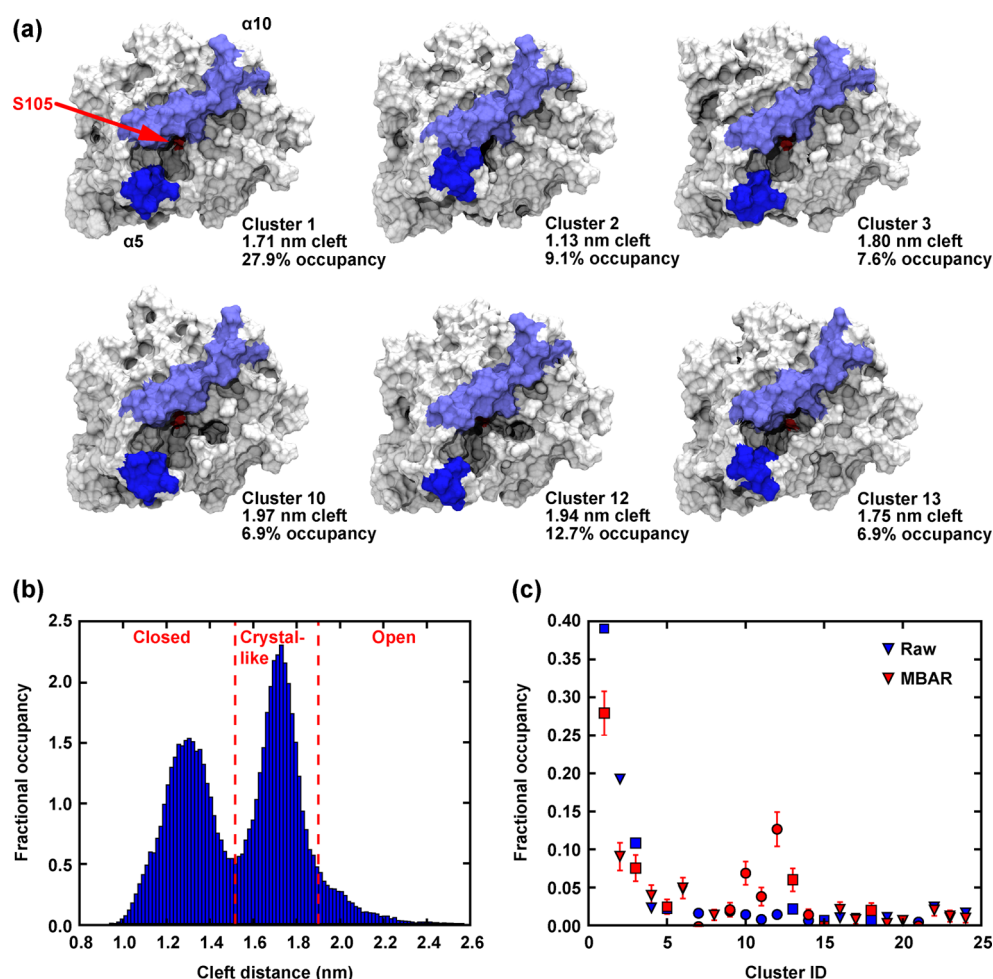 (a)
α10
S105
α5
Cluster 1
1.71 nm cleft
27.9% occupancy
Cluster 2
1.13 nm cleft
9.1% occupancy
Cluster 3
1.80 nm cleft
7.6% occupancy
Cluster 10
1.97 nm cleft
6.9% occupancy
Cluster 12
1.94 nm cleft
12.7% occupancy
Cluster 13
1.75 nm cleft
6.9% occupancy
(b)
Closed
Crystal-
like
Open
2.5
2.0
1.5
1.0
0.5
0.0
0.8 1.0 1.2 1.4 1.6 1.8 2.0 2.2 2.4 2.6
Fractional occupancy
Cleft distance (nm)
(c)
Raw
MBAR
0.40
0.35
0.30
0.25
0.20
0.15
0.10
0.05
0.00
0 5 10 15 20 25
Fractional occupancy
Cluster ID